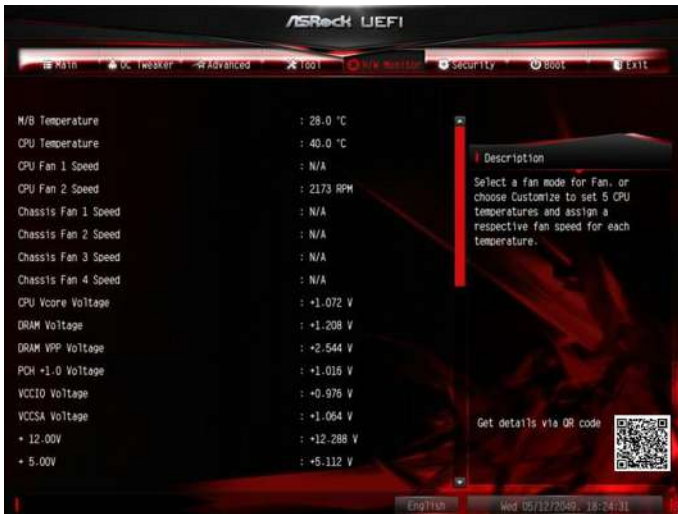 ASRock UEFI
Main OC Tweaker Advanced Tool H/W Monitor Security Boot Exit
M/B Temperature : 28.0 °C
CPU Temperature : 40.0 °C
CPU Fan 1 Speed : N/A
CPU Fan 2 Speed : 2173 RPM
Chassis Fan 1 Speed : N/A
Chassis Fan 2 Speed : N/A
Chassis Fan 3 Speed : N/A
Chassis Fan 4 Speed : N/A
CPU Vcore Voltage : +1.072 V
DRAM Voltage : +1.208 V
DRAM VPP Voltage : +2.544 V
PCH +1.0 Voltage : +1.016 V
VCCIO Voltage : +0.976 V
VCCSA Voltage : +1.064 V
+ 12.00V : +12.288 V
+ 5.00V : +5.112 V
Description
Select a fan mode for Fan, or
choose Customize to set 5 CPU
temperatures and assign a
respective fan speed for each
temperature.
Get details via QR code
English
Wed 05/12/2049, 18:24:31